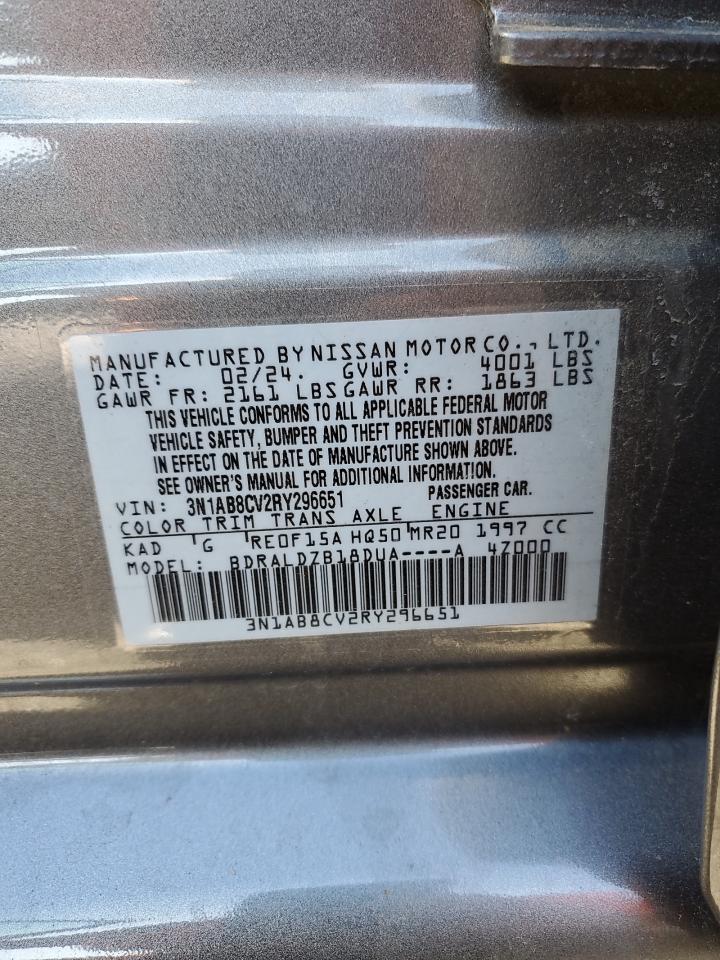 MANUFACTURED BY NISSAN MOTOR CO., LTD.
DATE: 02/24. GVWR: 4001 LBS
GAWR FR: 2161 LBS GAWR RR: 1863 LBS
THIS VEHICLE CONFORMS TO ALL APPLICABLE FEDERAL MOTOR
VEHICLE SAFETY, BUMPER AND THEFT PREVENTION STANDARDS
IN EFFECT ON THE DATE OF MANUFACTURE SHOWN ABOVE.
SEE OWNER'S MANUAL FOR ADDITIONAL INFORMATION.
VIN: 3N1AB8CV2RY296651 PASSENGER CAR.
COLOR TRIM TRANS AXLE ENGINE
KAD G RE0F15A HQ50 MR20 1997 CC
MODEL: BDRALDZB18DUA----A 4Z000
3N1AB8CV2RY296651